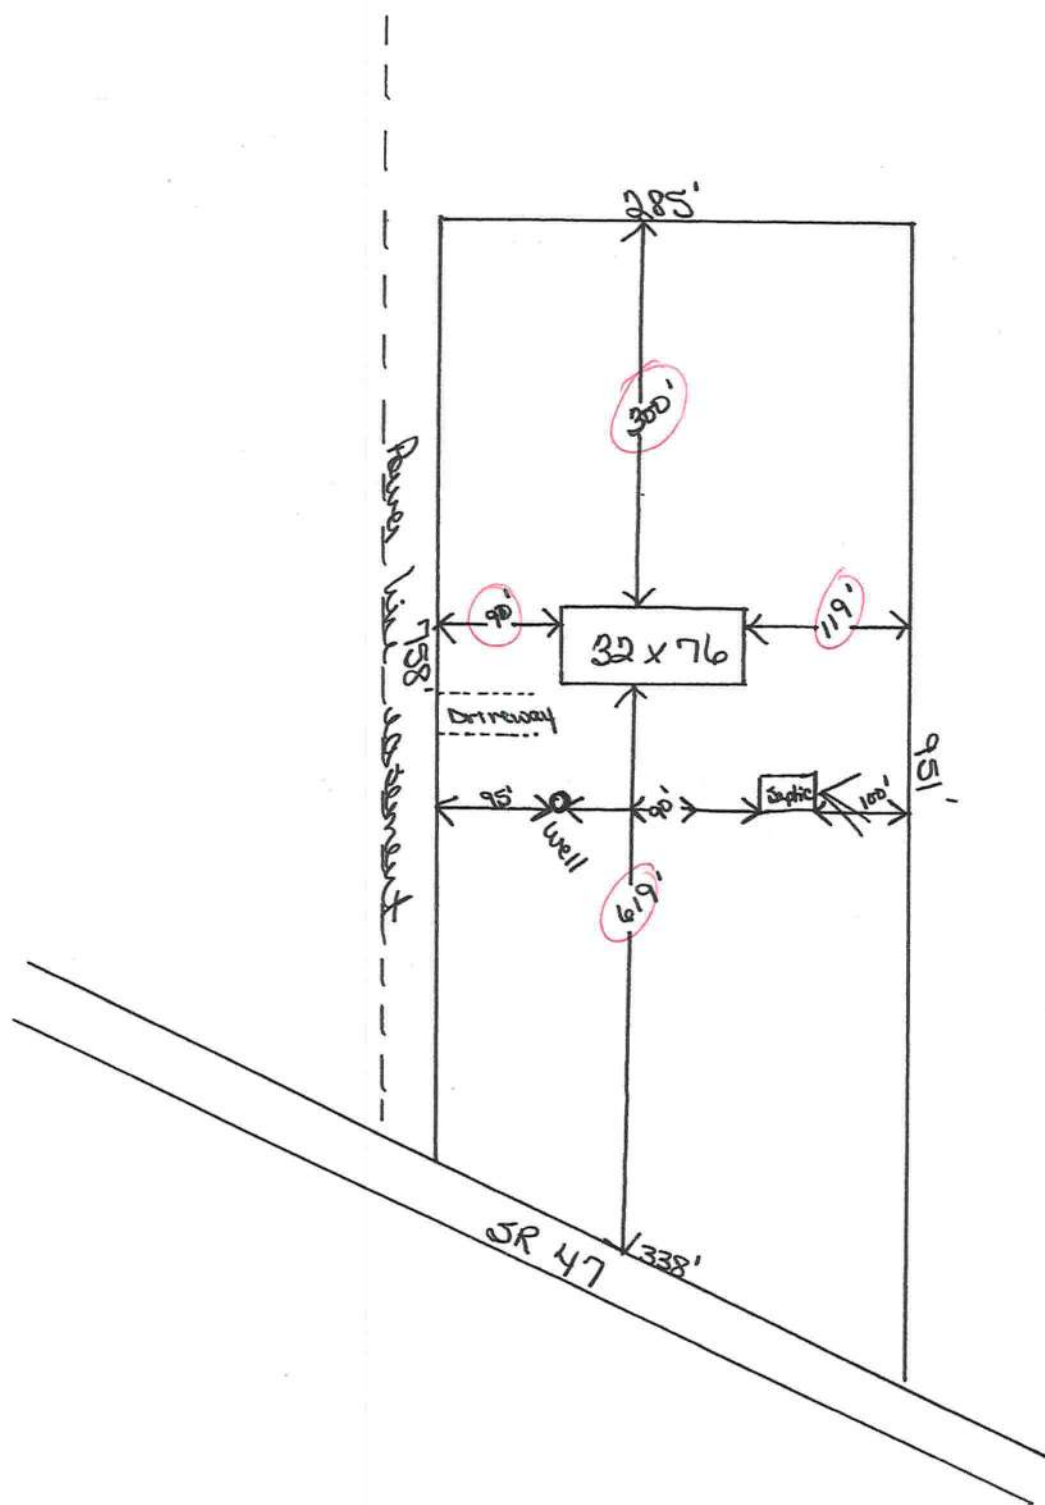 285'
300'
90'
119'
32 x 76
758'
Power line easement
Driveway
951'
95'
90'
Septic
100'
Well
619'
SR 47
338'